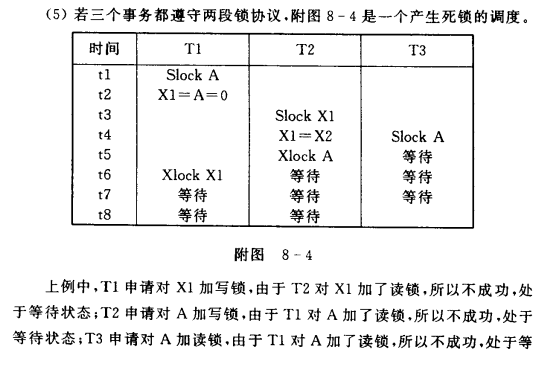 (5) 若三个事务都遵守两段锁协议,附图 8-4 是一个产生死锁的调度。
时间 T1 T2 T3
t1 Slock A
t2 X1=A=0
t3 Slock X1
t4 X1=X2 Slock A
t5 Xlock A 等待
t6 Xlock X1 等待 等待
t7 等待 等待 等待
t8 等待 等待
附图 8-4
上例中,T1 申请对 X1 加写锁,由于 T2 对 X1 加了读锁,所以不成功,处
于等待状态;T2 申请对 A 加写锁,由于 T1 对 A 加了读锁,所以不成功,处于
等待状态;T3 申请对 A 加读锁,由于 T1 对 A 加了读锁,所以不成功,处于等